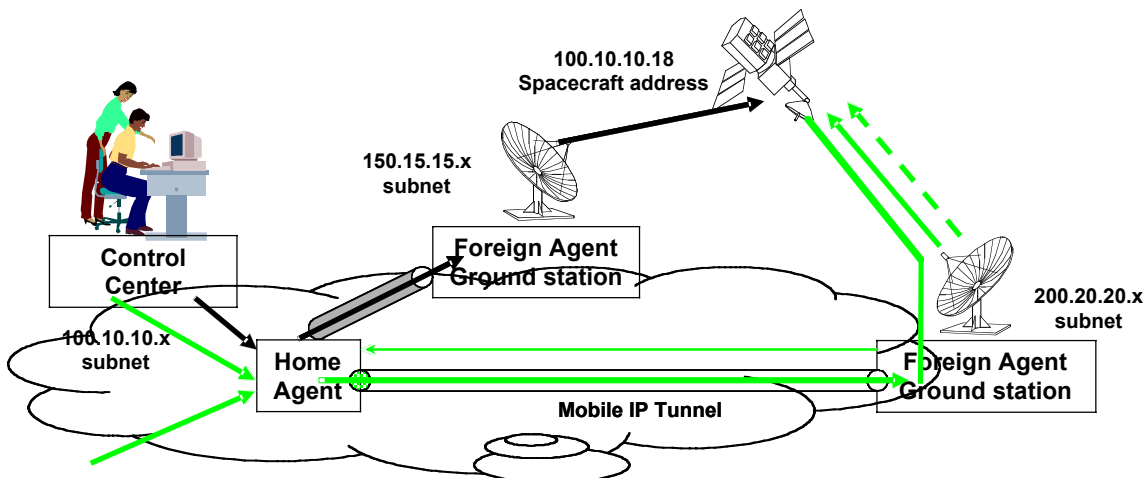 100.10.10.18
Spacecraft address
150.15.15.x
subnet
Control
Center
Foreign Agent
Ground station
200.20.20.x
subnet
100.10.10.x
subnet
Home
Agent
Foreign Agent
Ground station
Mobile IP Tunnel